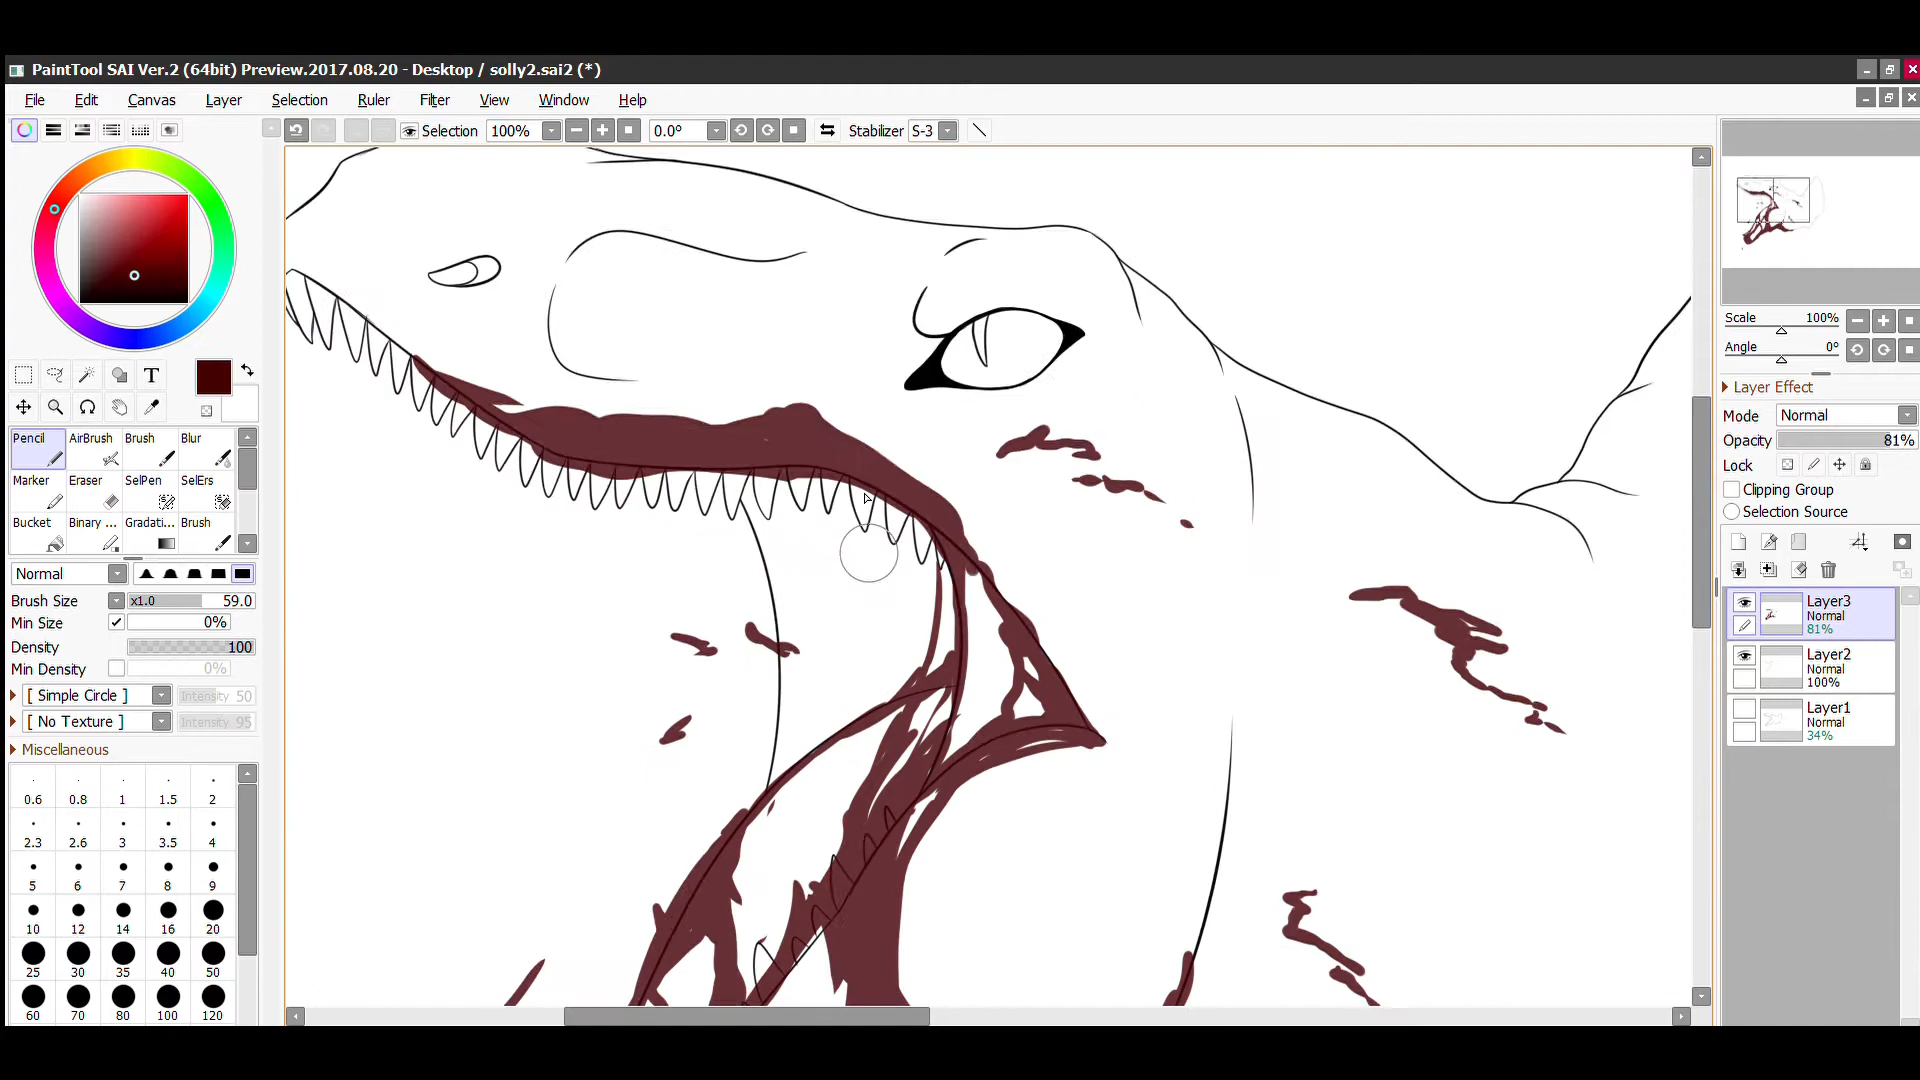 PaintTool SAI Ver.2 (64bit) Preview.2017.08.20 - Desktop / solly2.sai2 (*)
File Edit Canvas Layer Selection Ruler Filter View Window Help
Selection 100% 0.0º Stabilizer S-3
Scale 100%
Angle 0º
Layer Effect
Mode Normal
Opacity 81%
Lock
Clipping Group
Selection Source
Layer3
Normal
81%
Layer2
Normal
100%
Layer1
Normal
34%
T
Pencil AirBrush Brush Blur
Marker Eraser SelPen SelErs
Bucket Binary ... Gradati... Brush
Normal
Brush Size x1.0 59.0
Min Size 0%
Density 100
Min Density 0%
[ Simple Circle ] Intensity 50
[ No Texture ] Intensity 95
Miscellaneous
0.6 0.8 1 1.5 2
2.3 2.6 3 3.5 4
5 6 7 8 9
10 12 14 16 20
25 30 35 40 50
60 70 80 100 120